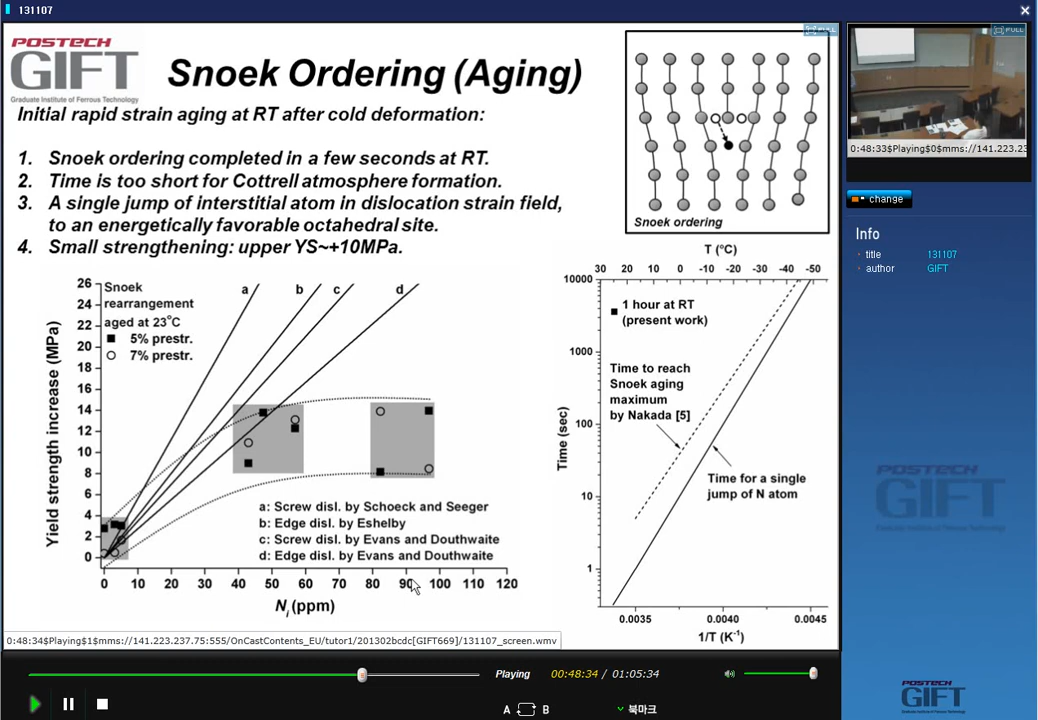 131107
POSTECH
GIFT
Graduate Institute of Ferrous Technology
Snoek Ordering (Aging)
FULL
Initial rapid strain aging at RT after cold deformation:
1. Snoek ordering completed in a few seconds at RT.
2. Time is too short for Cottrell atmosphere formation.
3. A single jump of interstitial atom in dislocation strain field,
to an energetically favorable octahedral site.
4. Small strengthening: upper YS~+10MPa.
Snoek ordering
Yield strength increase (MPa)
26
24
22
20
18
16
14
12
10
8
6
4
2
0
Snoek
rearrangement
aged at 23°C
5% prestr.
7% prestr.
a
b
c
d
a: Screw disl. by Schoeck and Seeger
b: Edge disl. by Eshelby
c: Screw disl. by Evans and Douthwaite
d: Edge disl. by Evans and Douthwaite
0 10 20 30 40 50 60 70 80 90 100 110 120
Ni (ppm)
T (°C)
30 20 10 0 -10 -20 -30 -40 -50
Time (sec)
10000
1000
100
10
1
1 hour at RT
(present work)
Time to reach
Snoek aging
maximum
by Nakada [5]
Time for a single
jump of N atom
0.0035 0.0040 0.0045
1/T (K-1)
0:48:34$Playing$1$mms://141.223.237.75:555/OnCastContents_EU/tutor1/201302bcdc[GIFT669]/131107_screen.wmv
Playing
00:48:34 / 01:05:34
A B
북마크
FULL
0:48:33$Playing$0$mms://141.223.23
change
Info
title 131107
author GIFT
POSTECH
GIFT
POSTECH
GIFT